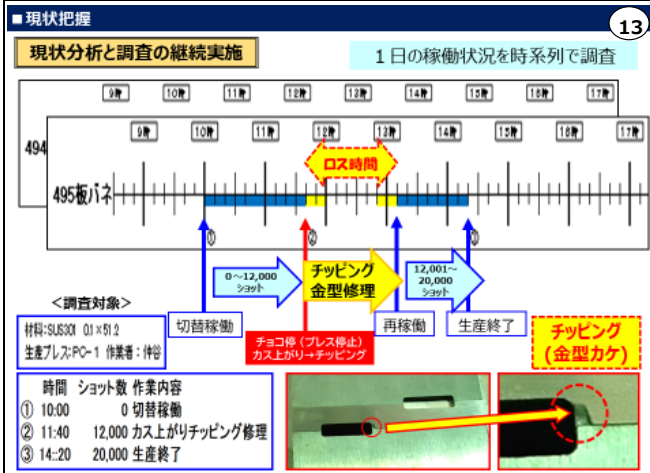 ■現状把握
13
現状分析と調査の継続実施
1日の稼働状況を時系列で調査
9時 10時 11時 12時 13時 14時 15時 16時 17時
494
9時 10時 11時 12時 13時 14時 15時 16時 17時
ロス時間
495板バネ
① ② ③
0～12,000
ショット
チッピング
金型修理
12,001～
20,000
ショット
＜調査対象＞
材料:SUS301 0.1×51.2
生産プレス:PC-1 作業者：仲谷
切替稼働
チョコ停（プレス停止）
カス上がり→チッピング
再稼働
生産終了
チッピング
(金型カケ)
時間 ショット数 作業内容
① 10:00 0 切替稼働
② 11:40 12,000 カス上がりチッピング修理
③ 14::20 20,000 生産終了